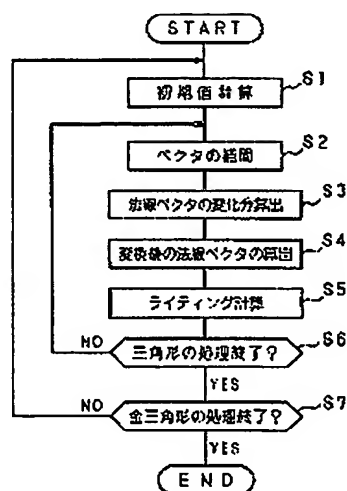 START
S1
初期値計算
S2
ベクタの補間
S3
法線ベクタの変化分算出
S4
変換後の法線ベクタの算出
S5
ライティング計算
S6
NO
三角形の処理終了?
YES
S7
NO
全三角形の処理終了?
YES
END